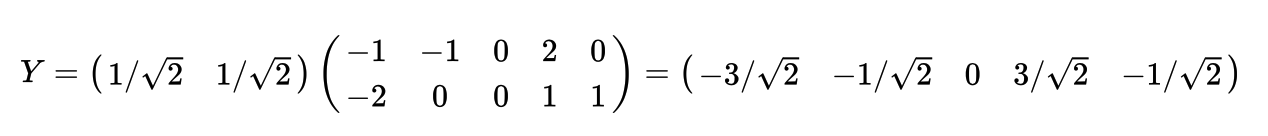 Y = (1/√2 1/√2) (−1 −1 0 2 0
−2 0 0 1 1) = (−3/√2 −1/√2 0 3/√2 −1/√2)